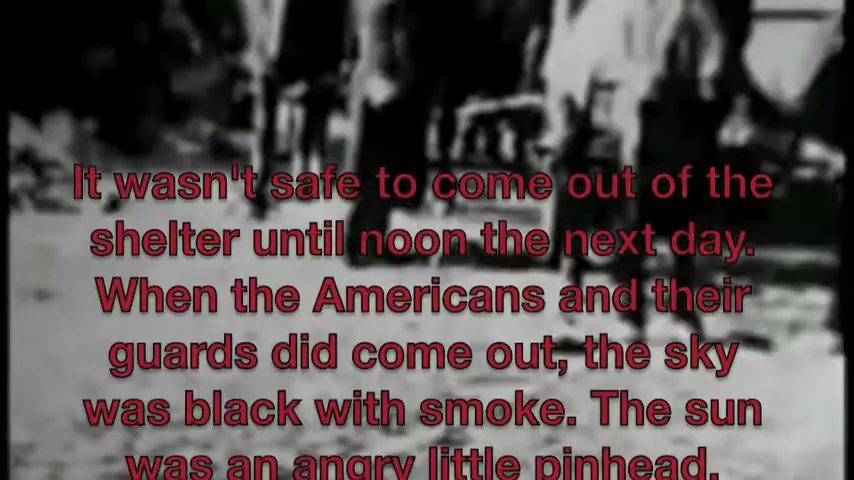 It wasn't safe to come out of the
shelter until noon the next day.
When the Americans and their
guards did come out, the sky
was black with smoke. The sun
was an angry little pinhead.